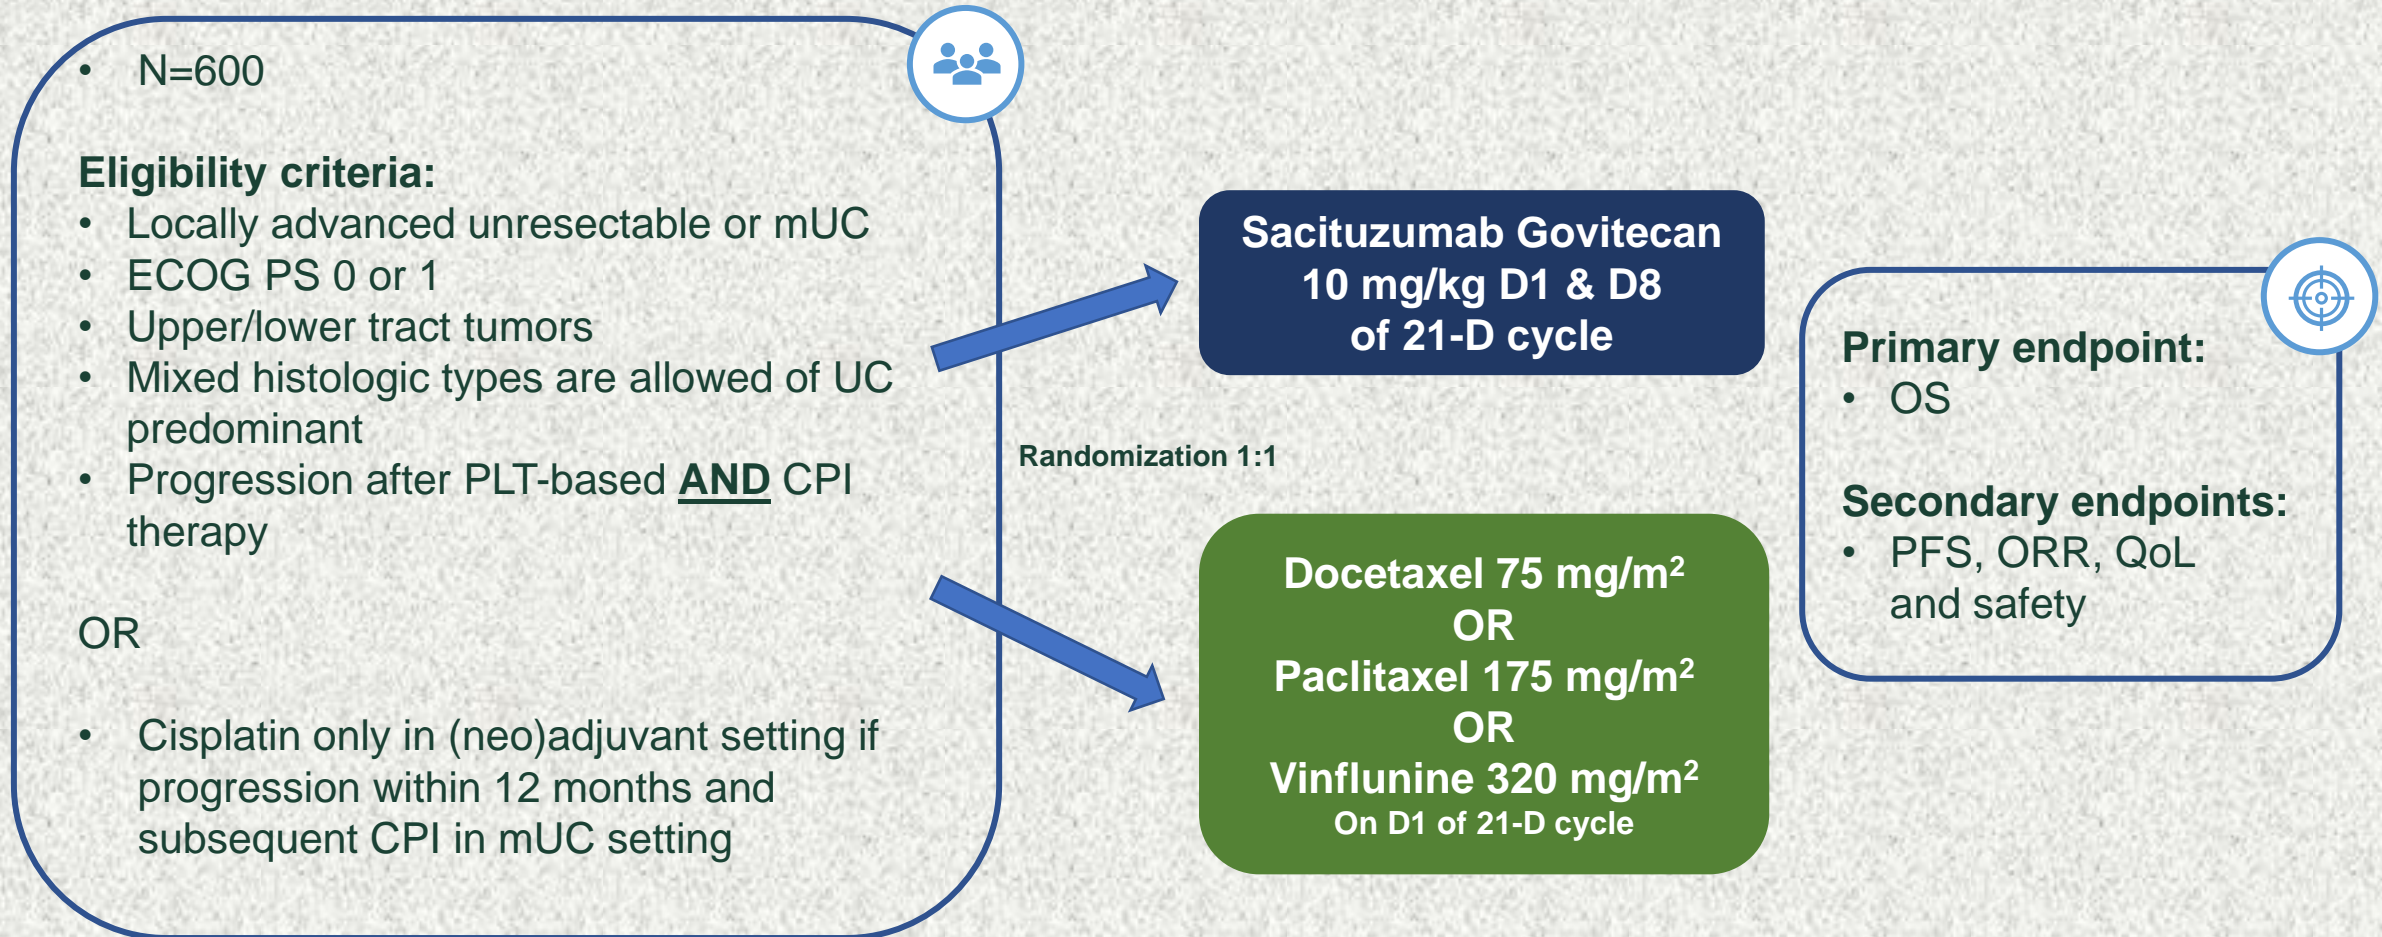 • N=600
Eligibility criteria:
• Locally advanced unresectable or mUC
• ECOG PS 0 or 1
• Upper/lower tract tumors
• Mixed histologic types are allowed of UC
predominant
• Progression after PLT-based AND CPI
therapy
OR
• Cisplatin only in (neo)adjuvant setting if
progression within 12 months and
subsequent CPI in mUC setting
Randomization 1:1
Sacituzumab Govitecan
10 mg/kg D1 & D8
of 21-D cycle
Docetaxel 75 mg/m²
OR
Paclitaxel 175 mg/m²
OR
Vinflunine 320 mg/m²
On D1 of 21-D cycle
Primary endpoint:
• OS
Secondary endpoints:
• PFS, ORR, QoL
and safety